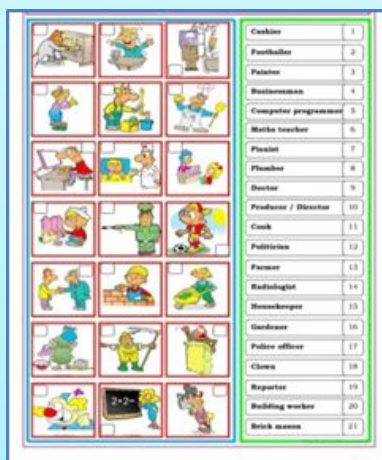 Cashier 1
Footballer 2
Painter 3
Businessman 4
Computer programmer 5
Maths teacher 6
Pianist 7
Plumber 8
Doctor 9
Producer / Director 10
Cook 11
Politician 12
Farmer 13
Radiologist 14
Housekeeper 15
Gardener 16
Police officer 17
Clown 18
Reporter 19
Building worker 20
Brick mason 21
2+2=